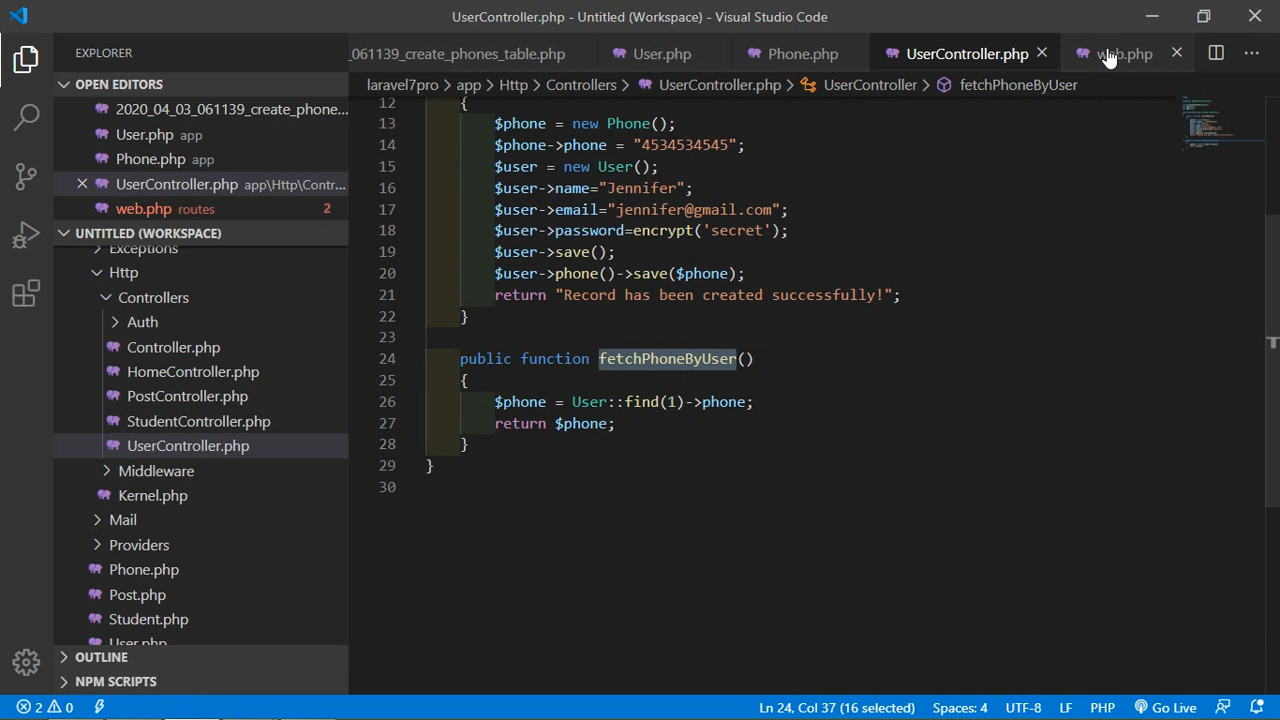 UserController.php - Untitled (Workspace) - Visual Studio Code
EXPLORER
_061139_create_phones_table.php
User.php
Phone.php
UserController.php
web.php
OPEN EDITORS
2020_04_03_061139_create_phone...
User.php app
Phone.php app
UserController.php app\Http\Contr...
web.php routes 2
UNTITLED (WORKSPACE)
Exceptions
Http
Controllers
Auth
Controller.php
HomeController.php
PostController.php
StudentController.php
UserController.php
Middleware
Kernel.php
Mail
Providers
Phone.php
Post.php
Student.php
User.php
OUTLINE
NPM SCRIPTS
laravel7pro > app > Http > Controllers > UserController.php > UserController > fetchPhoneByUser
12 {
13 $phone = new Phone();
14 $phone->phone = "4534534545";
15 $user = new User();
16 $user->name="Jennifer";
17 $user->email="jennifer@gmail.com";
18 $user->password=encrypt('secret');
19 $user->save();
20 $user->phone()->save($phone);
21 return "Record has been created successfully!";
22 }
23
24 public function fetchPhoneByUser()
25 {
26 $phone = User::find(1)->phone;
27 return $phone;
28 }
29 }
30
2 0
Ln 24, Col 37 (16 selected)
Spaces: 4
UTF-8
LF
PHP
Go Live